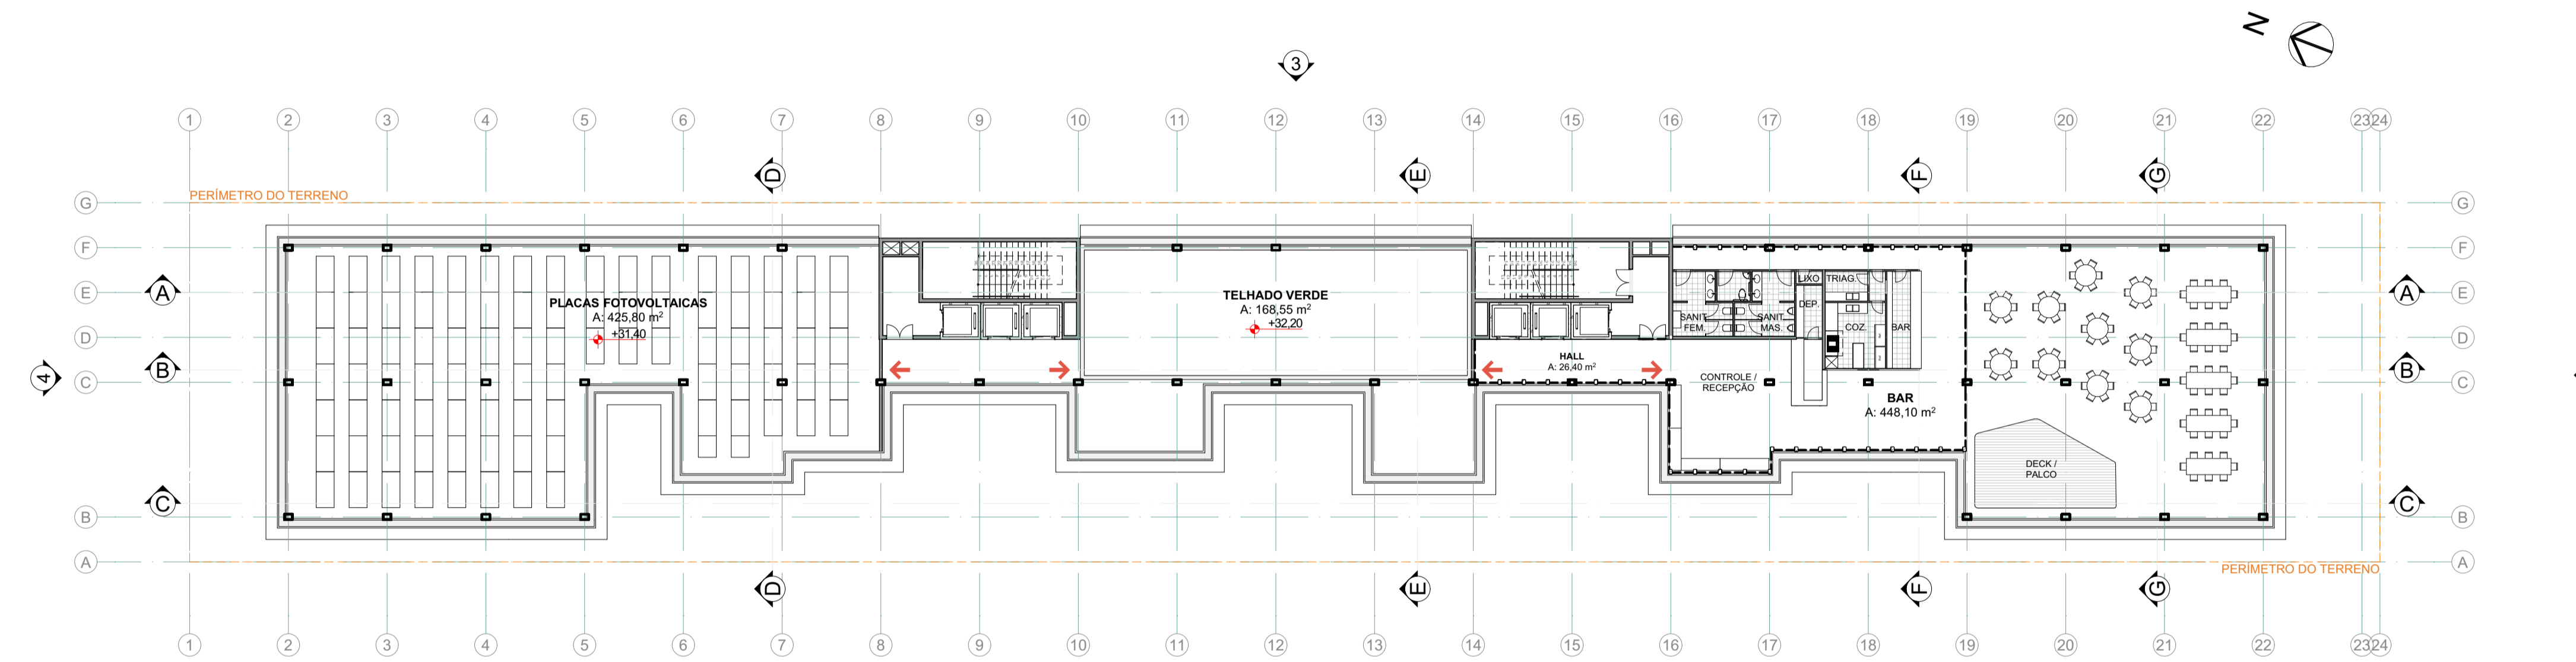 N
3
1 2 3 4 5 6 7 8 9 10 11 12 13 14 15 16 17 18 19 20 21 22 23 24
D E F G
PERÍMETRO DO TERRENO
G G
F F
E E
D D
C C
B B
A A
A A
B B
C C
4
PLACAS FOTOVOLTAICAS
A: 425,80 m²
+31,40
TELHADO VERDE
A: 168,55 m²
+32,20
HALL
A: 26,40 m²
SANIT.
FEM.
SANIT.
MAS.
LIXO
DEP.
TRIAG.
COZ.
BAR
CONTROLE /
RECEPÇÃO
BAR
A: 448,10 m²
DECK /
PALCO
PERÍMETRO DO TERRENO
D E F G
1 2 3 4 5 6 7 8 9 10 11 12 13 14 15 16 17 18 19 20 21 22 23 24